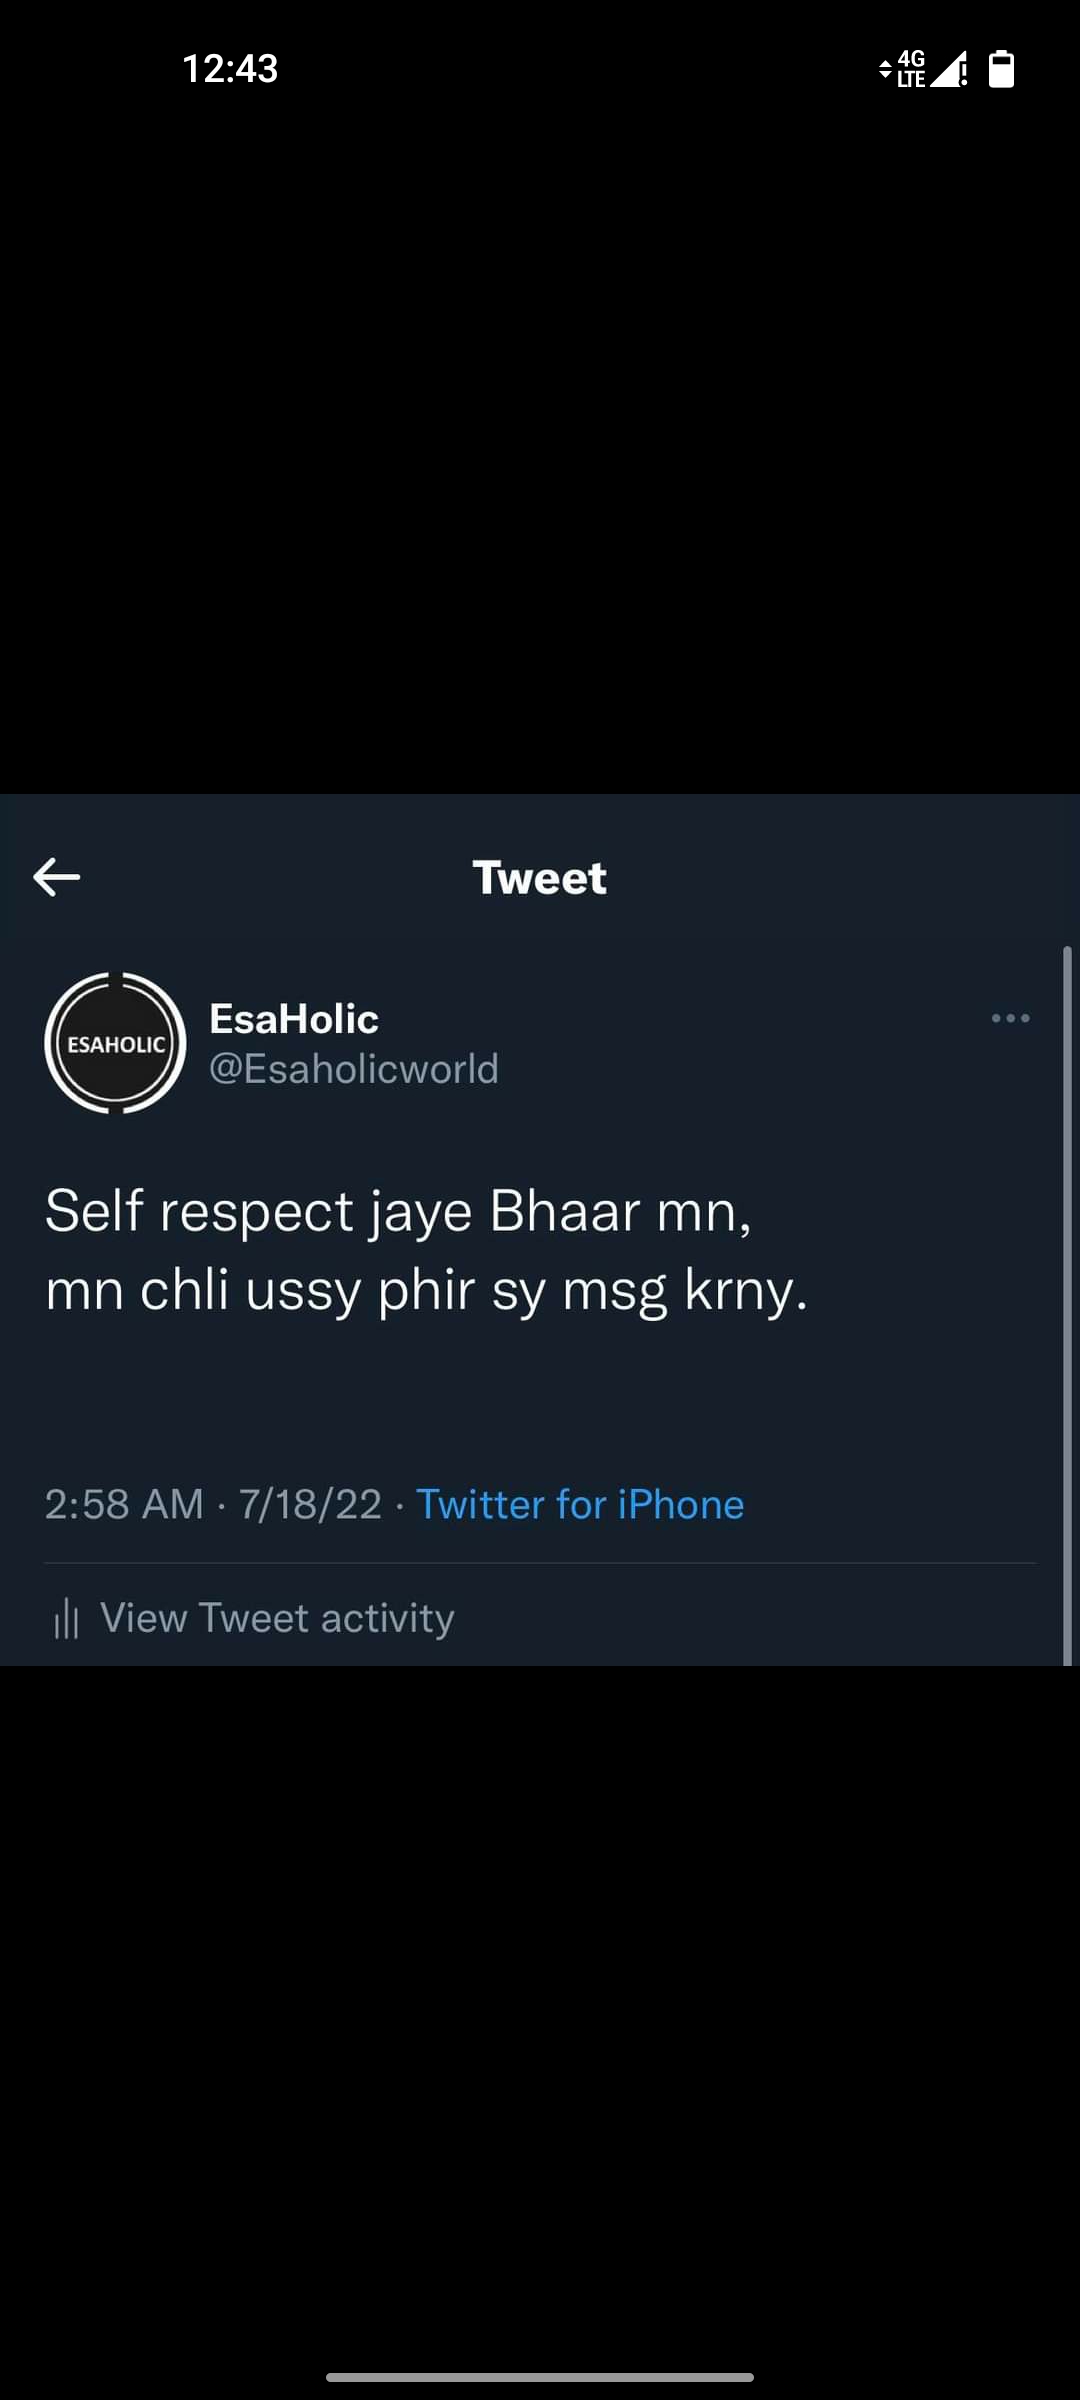 12:43
4G
LTE
Tweet
ESAHOLIC
EsaHolic
@Esaholicworld
Self respect jaye Bhaar mn,
mn chli ussy phir sy msg krny.
2:58 AM · 7/18/22 · Twitter for iPhone
View Tweet activity